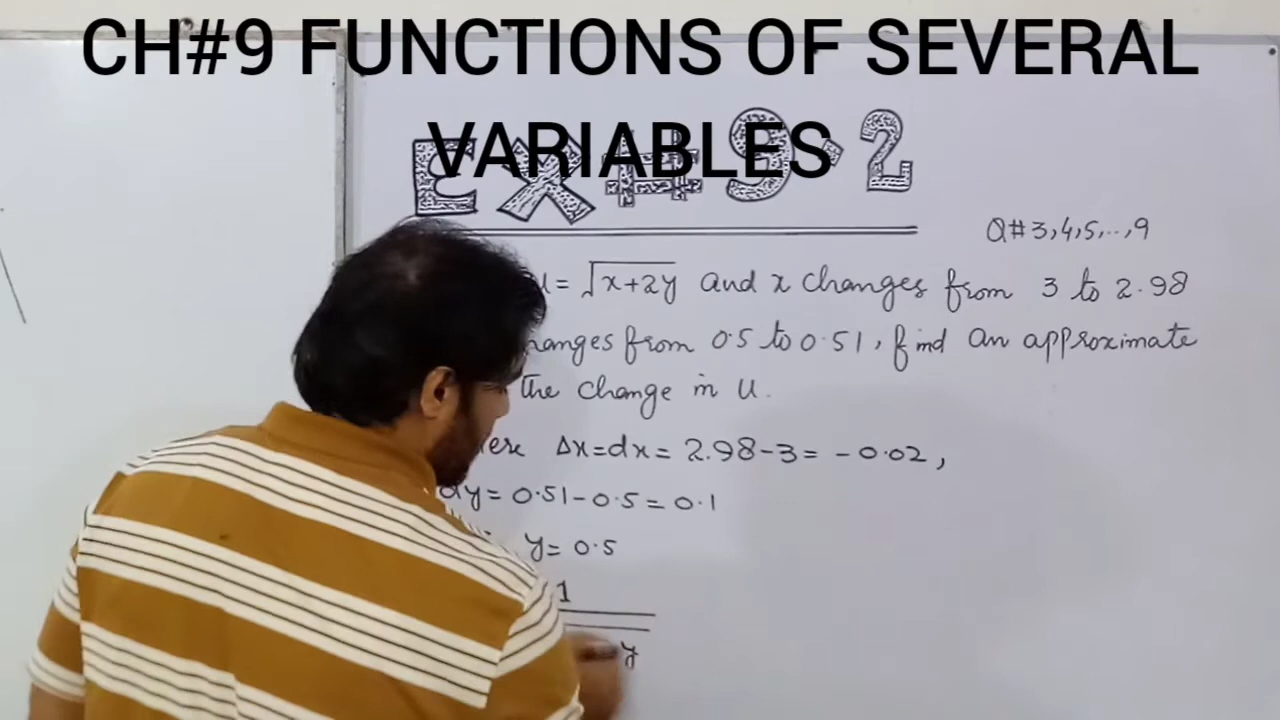 CH#9 FUNCTIONS OF SEVERAL
VARIABLES
EX#9.2
Q#3,4,5,...,9
= √x+2y and x changes from 3 to 2.98
from 0.5 to 0.51, find an approximate
the change in u.
Δx=dx= 2.98-3= -0.02,
dy= 0.51-0.5=0.1
y= 0.5
1
y